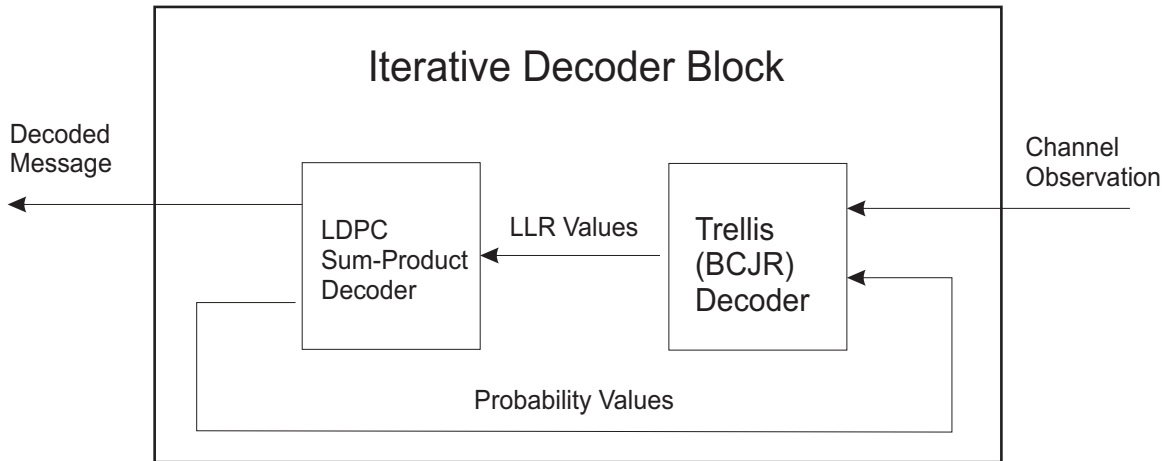 Iterative Decoder Block
Decoded
Message
Channel
Observation
LDPC
Sum-Product
Decoder
LLR Values
Trellis
(BCJR)
Decoder
Probability Values